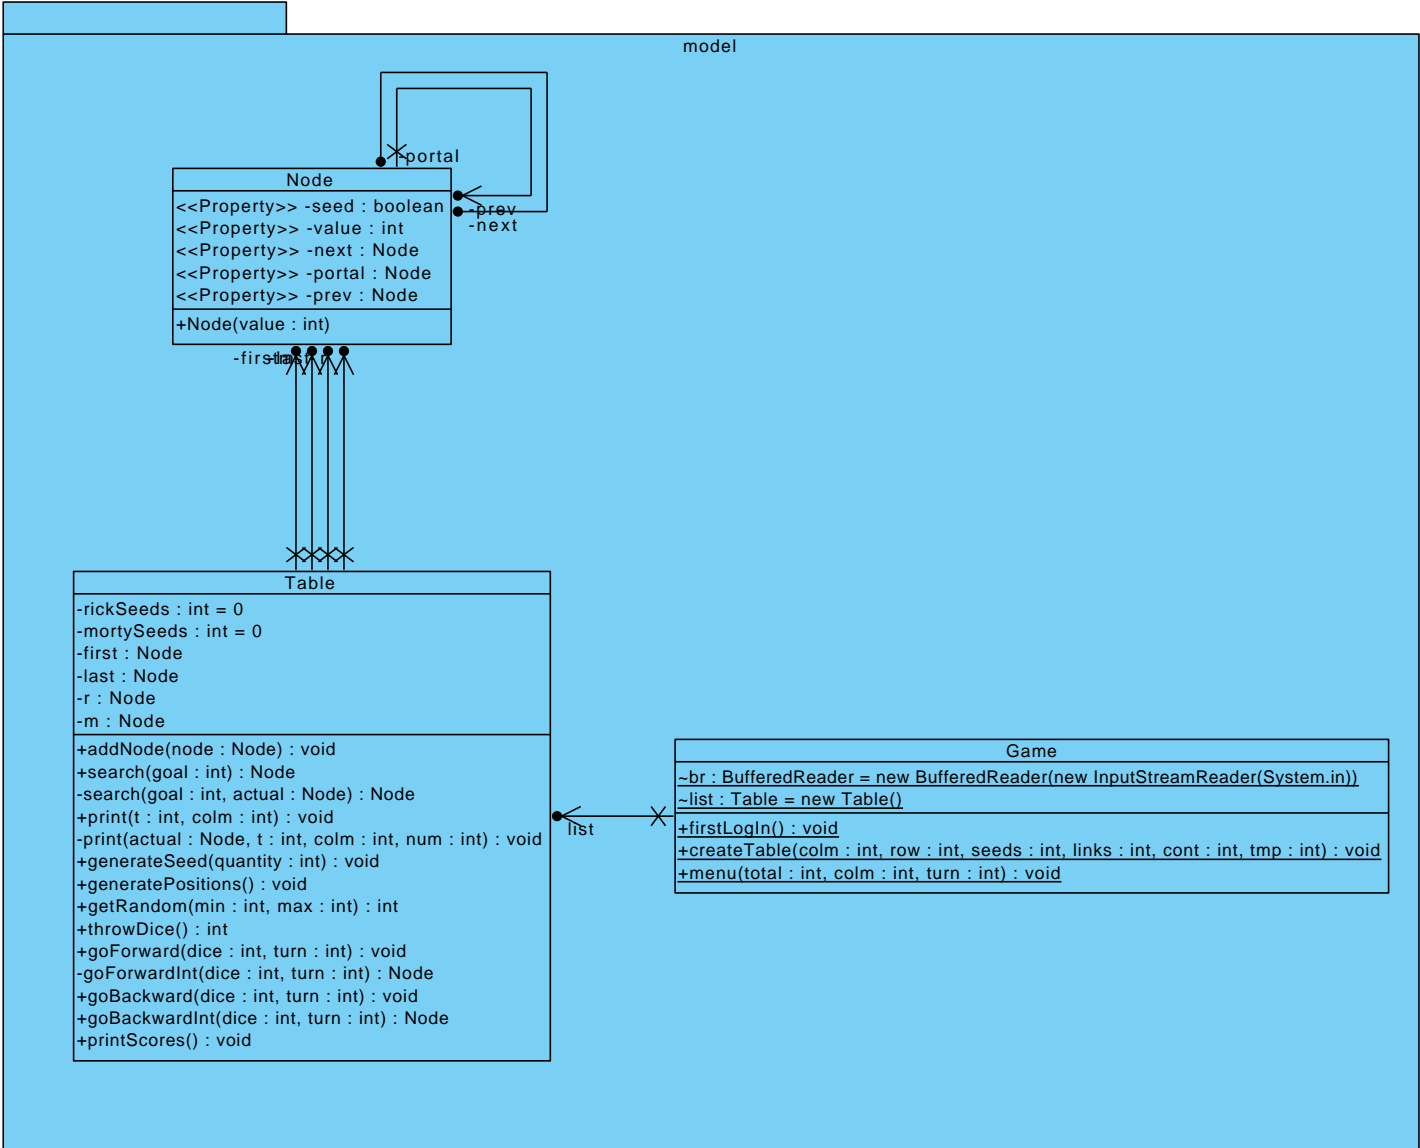 model
-portal
Node
<<Property>> -seed : boolean
<<Property>> -value : int
<<Property>> -next : Node
<<Property>> -portal : Node
<<Property>> -prev : Node
+Node(value : int)
-prev
-next
-first
-last
Table
-rickSeeds : int = 0
-mortySeeds : int = 0
-first : Node
-last : Node
-r : Node
-m : Node
+addNode(node : Node) : void
+search(goal : int) : Node
-search(goal : int, actual : Node) : Node
+print(t : int, colm : int) : void
-print(actual : Node, t : int, colm : int, num : int) : void
+generateSeed(quantity : int) : void
+generatePositions() : void
+getRandom(min : int, max : int) : int
+throwDice() : int
+goForward(dice : int, turn : int) : void
-goForwardInt(dice : int, turn : int) : Node
+goBackward(dice : int, turn : int) : void
+goBackwardInt(dice : int, turn : int) : Node
+printScores() : void
list
Game
~br : BufferedReader = new BufferedReader(new InputStreamReader(System.in))
~list : Table = new Table()
+firstLogIn() : void
+createTable(colm : int, row : int, seeds : int, links : int, cont : int, tmp : int) : void
+menu(total : int, colm : int, turn : int) : void